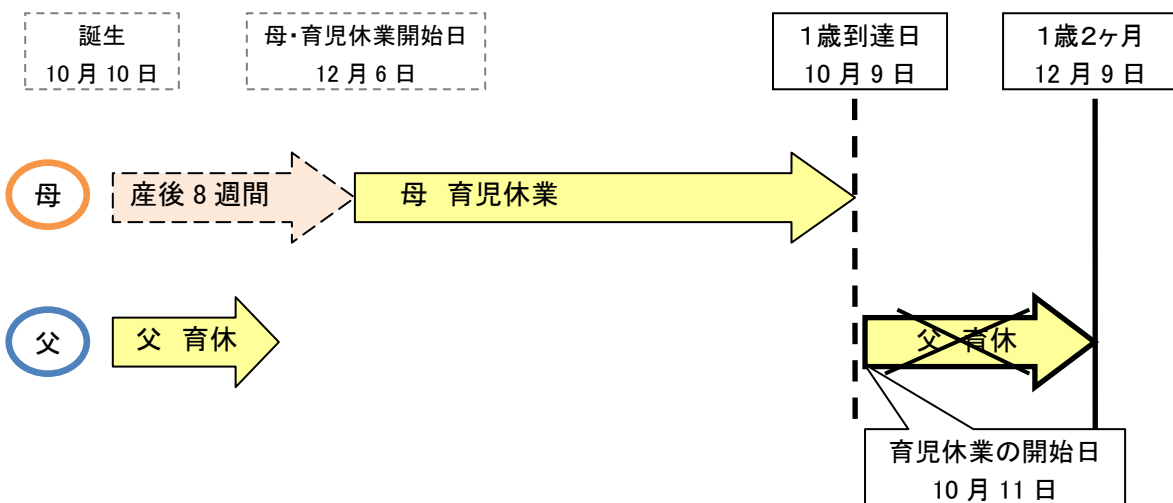 誕生
10月10日
母・育児休業開始日
12月6日
1歳到達日
10月9日
1歳2ヶ月
12月9日
母
産後8週間
母 育児休業
父
父 育休
父 育休
育児休業の開始日
10月11日